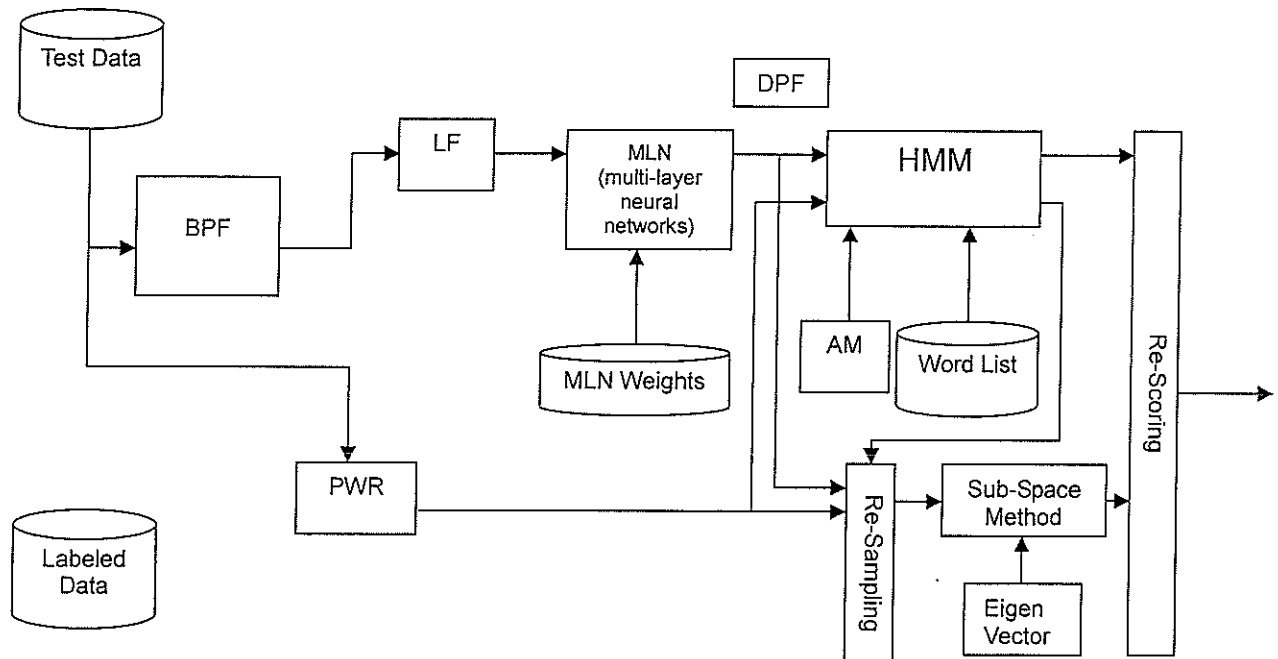 Test Data
DPF
LF
MLN
(multi-layer
neural
networks)
HMM
BPF
AM
Word List
MLN Weights
Re-Scoring
PWR
Re-Sampling
Sub-Space
Method
Labeled
Data
Eigen
Vector